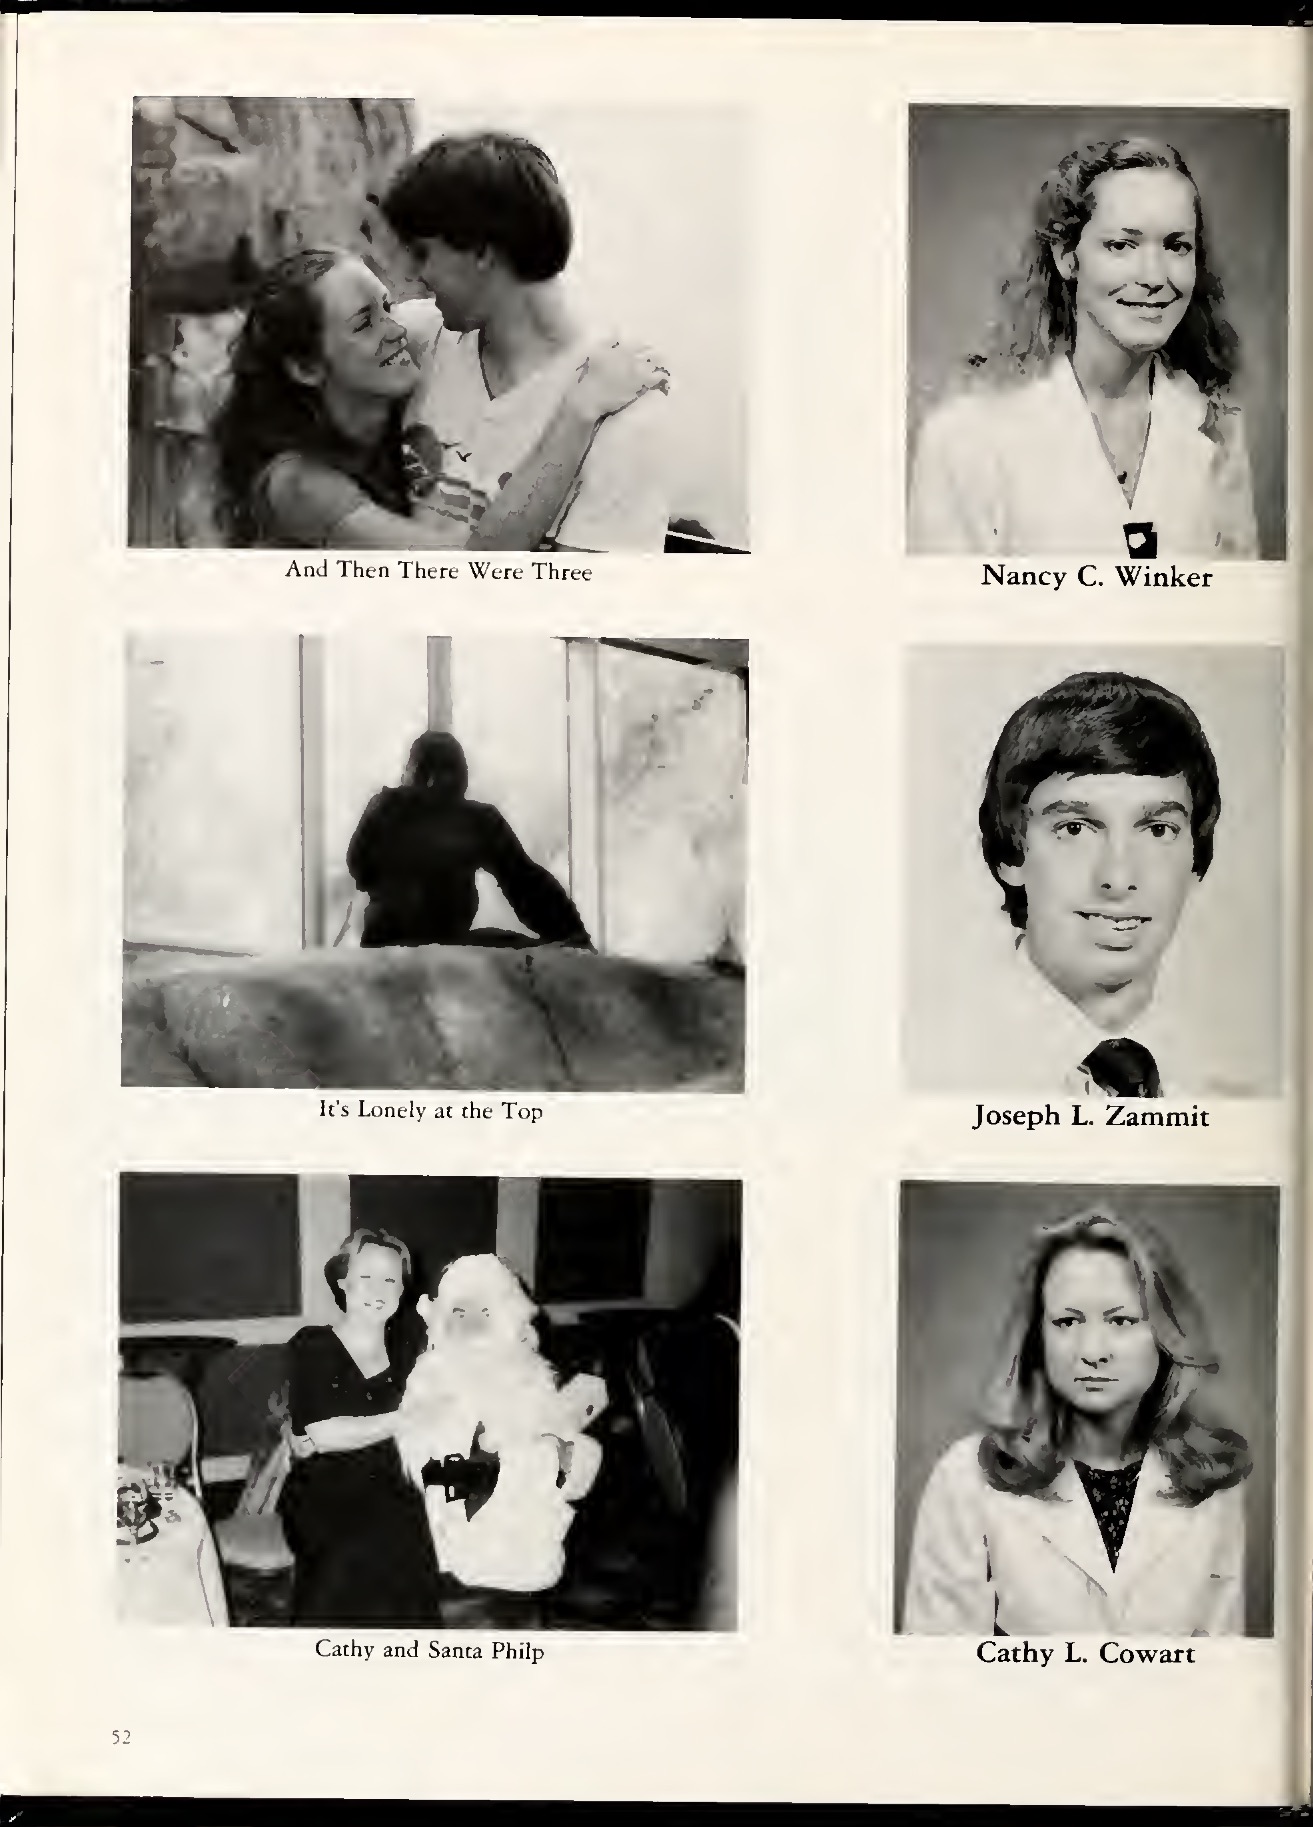 And Then There Were Three
Nancy C. Winker
It's Lonely at the Top
Joseph L. Zammit
Cathy and Santa Philp
Cathy L. Cowart
52